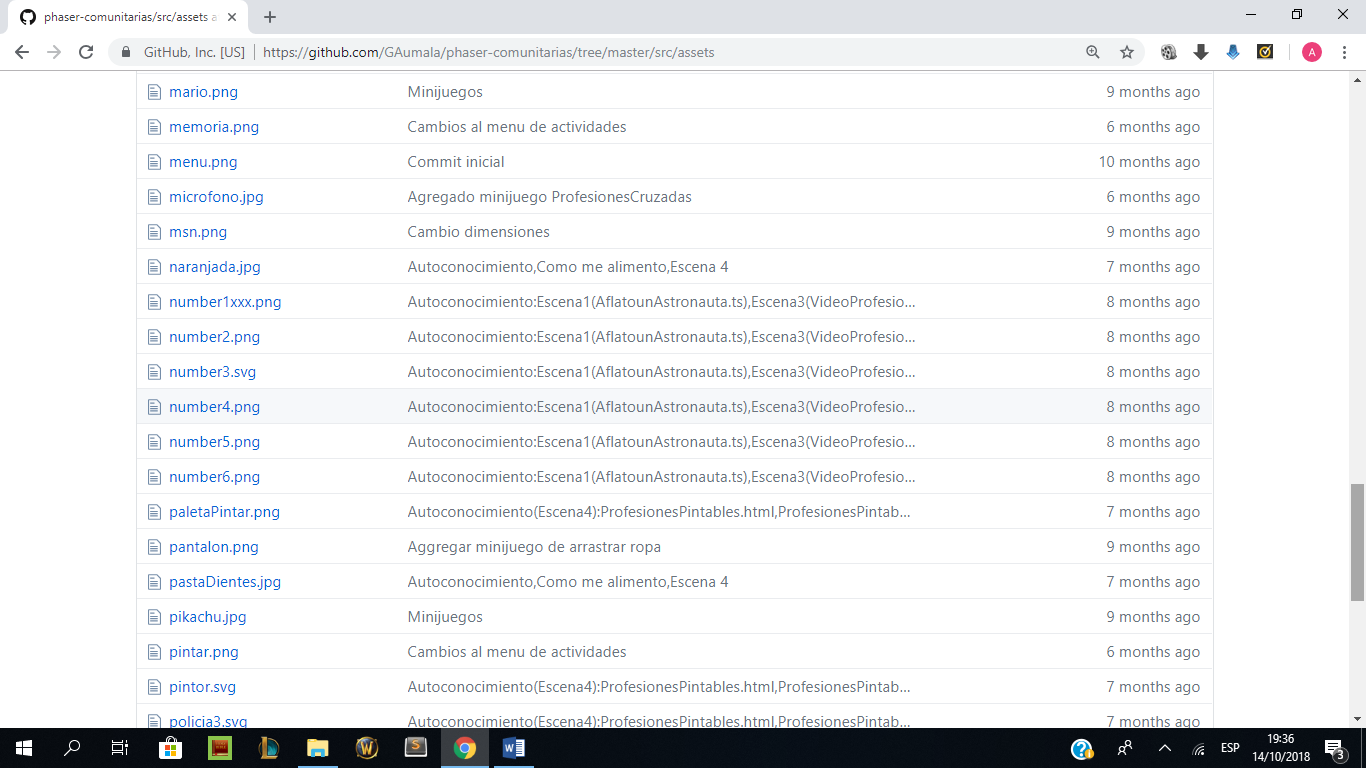 phaser-comunitarias/src/assets a
GitHub, Inc. [US] https://github.com/GAumala/phaser-comunitarias/tree/master/src/assets A
mario.png Minijuegos 9 months ago
memoria.png Cambios al menu de actividades 6 months ago
menu.png Commit inicial 10 months ago
microfono.jpg Agregado minijuego ProfesionesCruzadas 6 months ago
msn.png Cambio dimensiones 9 months ago
naranjada.jpg Autoconocimiento,Como me alimento,Escena 4 7 months ago
number1xxx.png Autoconocimiento:Escena1(AflatounAstronauta.ts),Escena3(VideoProfesio... 8 months ago
number2.png Autoconocimiento:Escena1(AflatounAstronauta.ts),Escena3(VideoProfesio... 8 months ago
number3.svg Autoconocimiento:Escena1(AflatounAstronauta.ts),Escena3(VideoProfesio... 8 months ago
number4.png Autoconocimiento:Escena1(AflatounAstronauta.ts),Escena3(VideoProfesio... 8 months ago
number5.png Autoconocimiento:Escena1(AflatounAstronauta.ts),Escena3(VideoProfesio... 8 months ago
number6.png Autoconocimiento:Escena1(AflatounAstronauta.ts),Escena3(VideoProfesio... 8 months ago
paletaPintar.png Autoconocimiento(Escena4):ProfesionesPintables.html,ProfesionesPintab... 7 months ago
pantalon.png Aggregar minijuego de arrastrar ropa 9 months ago
pastaDientes.jpg Autoconocimiento,Como me alimento,Escena 4 7 months ago
pikachu.jpg Minijuegos 9 months ago
pintar.png Cambios al menu de actividades 6 months ago
pintor.svg Autoconocimiento(Escena4):ProfesionesPintables.html,ProfesionesPintab... 7 months ago
policia3.svg Autoconocimiento(Escena4):ProfesionesPintables.html,ProfesionesPintab... 7 months ago
ESP 19:36
14/10/2018 3